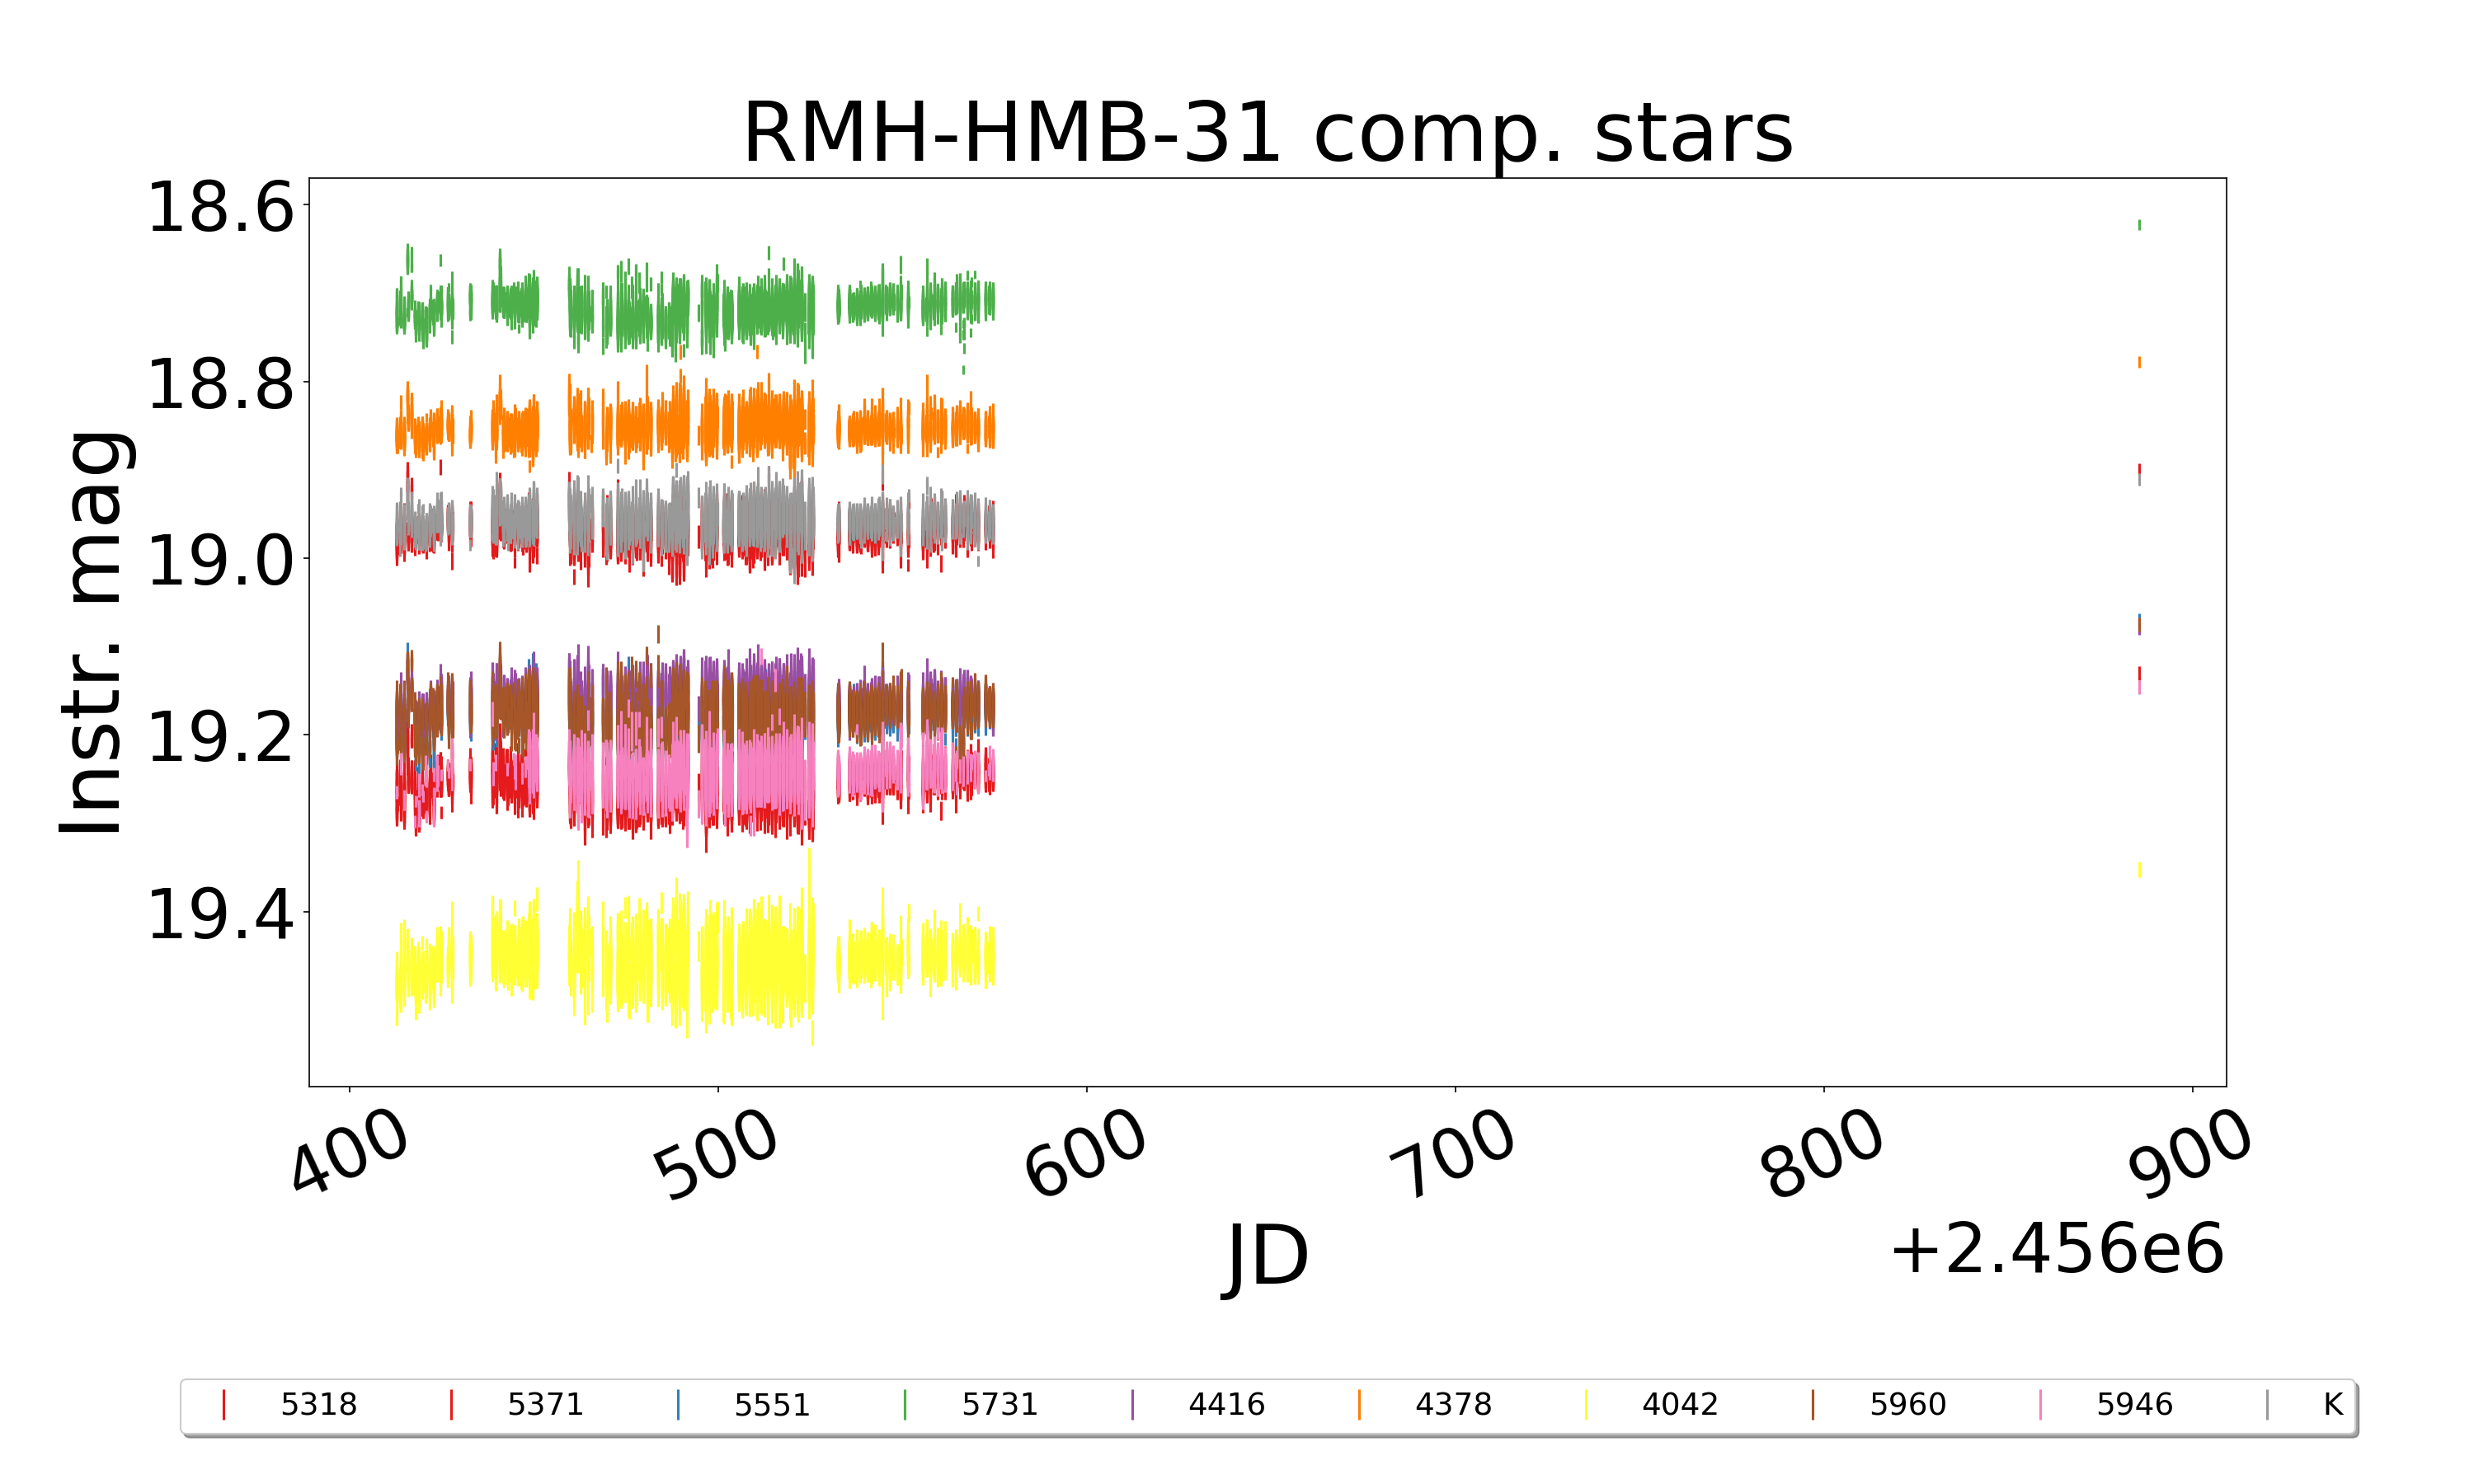 RMH-HMB-31 comp. stars
18.6
18.8
19.0
19.2
19.4
Instr. mag
400 500 600 700 800 900
JD
+2.456e6
5318 5371 5551 5731 4416 4378 4042 5960 5946 K